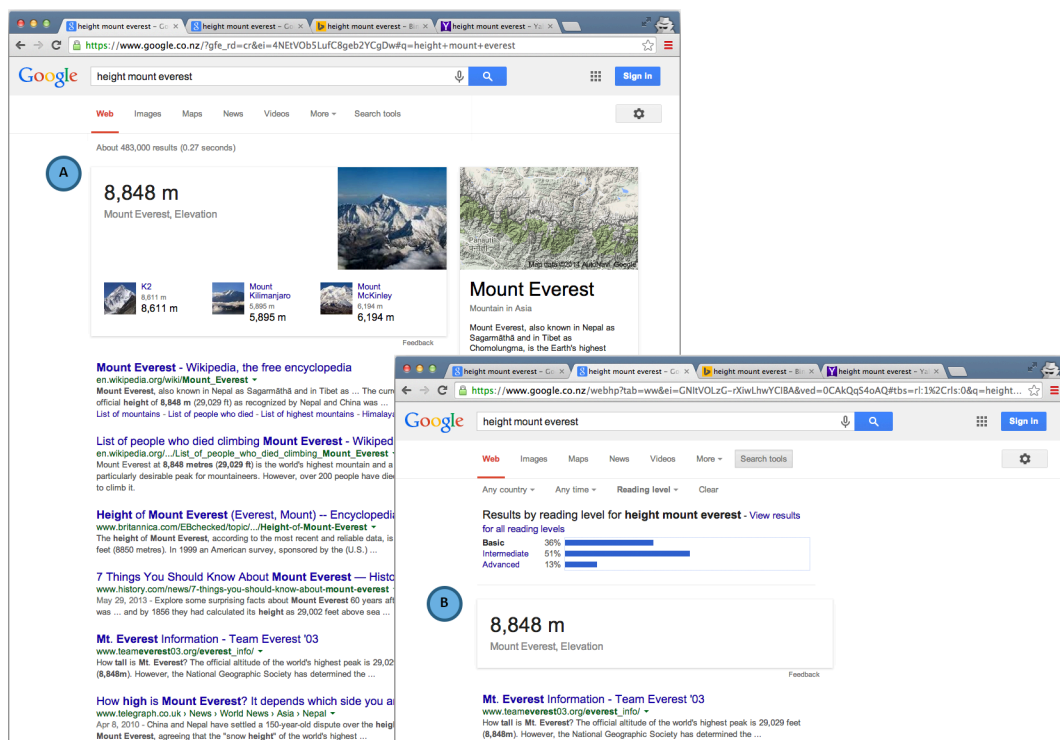 height mount everest - Go
height mount everest - Go
height mount everest - Bin
height mount everest - Yah
https://www.google.co.nz/?gfe_rd=cr&ei=4NEtVOb5LufC8geb2YCgDw#q=height+mount+everest
Google
height mount everest
Sign in
Web Images Maps News Videos More Search tools
About 483,000 results (0.27 seconds)
A
8,848 m
Mount Everest, Elevation
K2
8,611 m
8,611 m
Mount
Kilimanjaro
5,895 m
5,895 m
Mount
McKinley
6,194 m
6,194 m
Feedback
Panauti
Map data ©2014 AutoNavi, Google
Mount Everest
Mountain in Asia
Mount Everest, also known in Nepal as
Sagarmāthā and in Tibet as
Chomolungma, is the Earth's highest
Mount Everest - Wikipedia, the free encyclopedia
en.wikipedia.org/wiki/Mount_Everest
Mount Everest, also known in Nepal as Sagarmāthā and in Tibet as ... The curr
official height of 8,848 m (29,029 ft) as recognized by Nepal and China was ...
List of mountains - List of people who died - List of highest mountains - Himalaya
List of people who died climbing Mount Everest - Wikiped
en.wikipedia.org/.../List_of_people_who_died_climbing_Mount_Everest
Mount Everest at 8,848 metres (29,029 ft) is the world's highest mountain and a
particularly desirable peak for mountaineers. However, over 200 people have die
to climb it.
Height of Mount Everest (Everest, Mount) -- Encyclopedia
www.britannica.com/EBchecked/topic/.../Height-of-Mount-Everest
The height of Mount Everest, according to the most recent and reliable data, is
feet (8850 metres). In 1999 an American survey, sponsored by the (U.S.) ...
7 Things You Should Know About Mount Everest — Histo
www.history.com/news/7-things-you-should-know-about-mount-everest
May 29, 2013 - Explore some surprising facts about Mount Everest 60 years aft
was ... and by 1856 they had calculated its height as 29,002 feet above sea ...
Mt. Everest Information - Team Everest '03
www.teameverest03.org/everest_info/
How tall is Mt. Everest? The official altitude of the world's highest peak is 29,02
(8,848m). However, the National Geographic Society has determined the ...
How high is Mount Everest? It depends which side you a
www.telegraph.co.uk › News › World News › Asia › Nepal
Apr 8, 2010 - China and Nepal have settled a 150-year-old dispute over the heigh
Mount Everest, agreeing that the "snow height" of the world's highest ...
height mount everest - Go
height mount everest - Go
height mount everest - Bin
height mount everest - Yah
https://www.google.co.nz/webhp?tab=ww&ei=GNItVOLzG-rXiwLhwYCIBA&ved=0CAkQqS4oAQ#tbs=rl:1%2Crls:0&q=height...
Google
height mount everest
Sign in
Web Images Maps News Videos More Search tools
Any country Any time Reading level Clear
Results by reading level for height mount everest - View results
for all reading levels
Basic 36%
Intermediate 51%
Advanced 13%
B
8,848 m
Mount Everest, Elevation
Feedback
Mt. Everest Information - Team Everest '03
www.teameverest03.org/everest_info/
How tall is Mt. Everest? The official altitude of the world's highest peak is 29,029 feet
(8,848m). However, the National Geographic Society has determined the ...